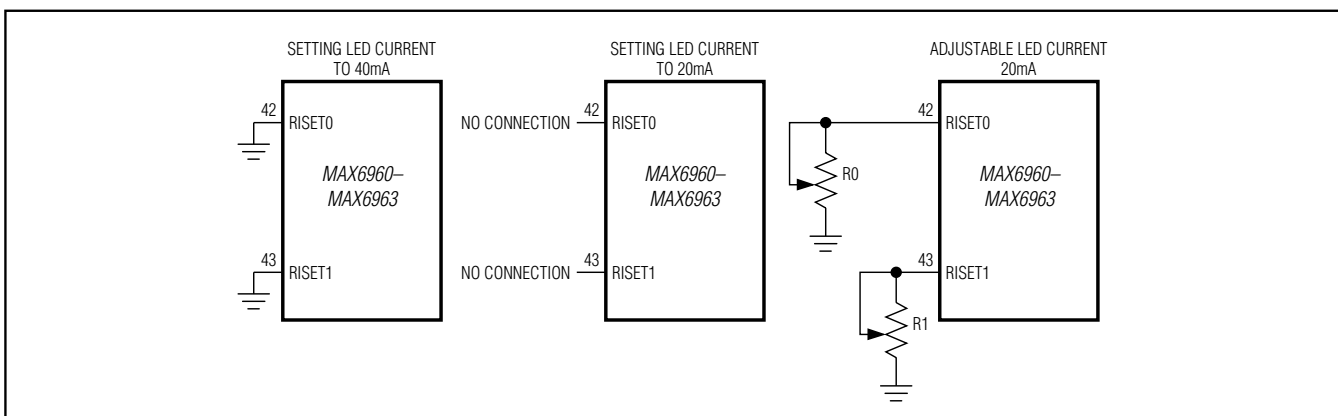 SETTING LED CURRENT
TO 40mA
42
RISET0
MAX6960–
MAX6963
43
RISET1
SETTING LED CURRENT
TO 20mA
NO CONNECTION
42
RISET0
MAX6960–
MAX6963
NO CONNECTION
43
RISET1
ADJUSTABLE LED CURRENT
20mA
42
RISET0
R0
MAX6960–
MAX6963
43
RISET1
R1